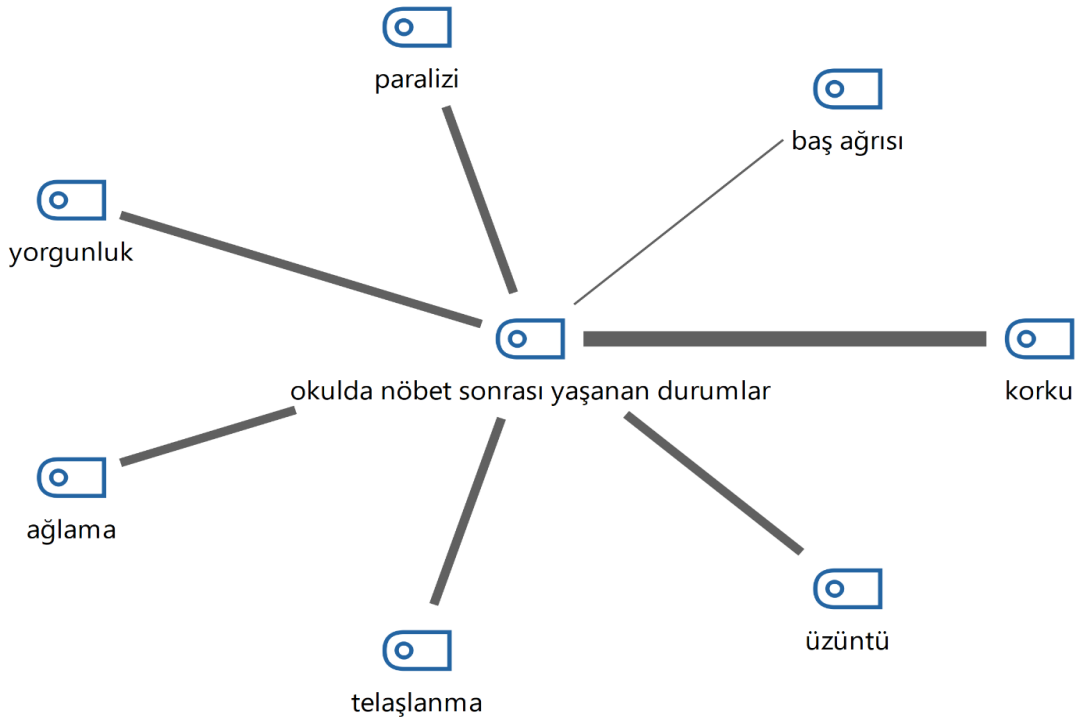 paralizi
baş ağrısı
yorgunluk
okulda nöbet sonrası yaşanan durumlar
korku
ağlama
üzüntü
telaşlanma